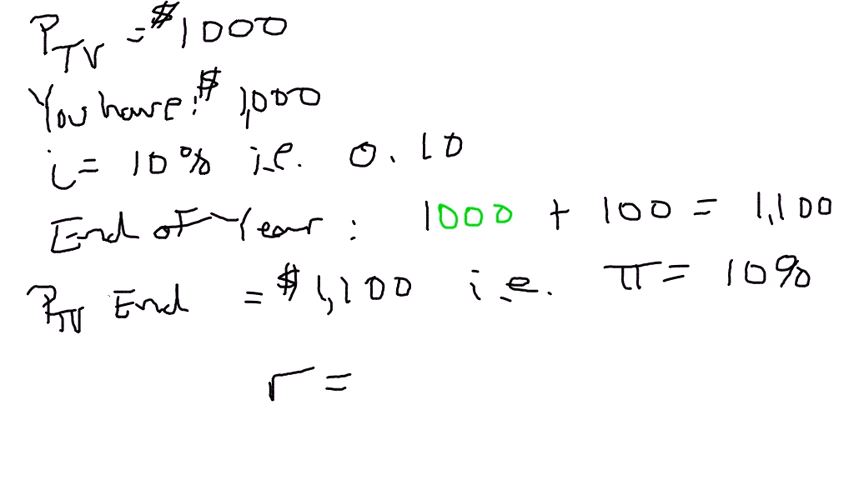 P_TV = $1000
You have: $1,000
i = 10% i.e. 0.10
End of Year: 1000 + 100 = 1,100
P_TV End = $1,100 i.e. π = 10%
r =